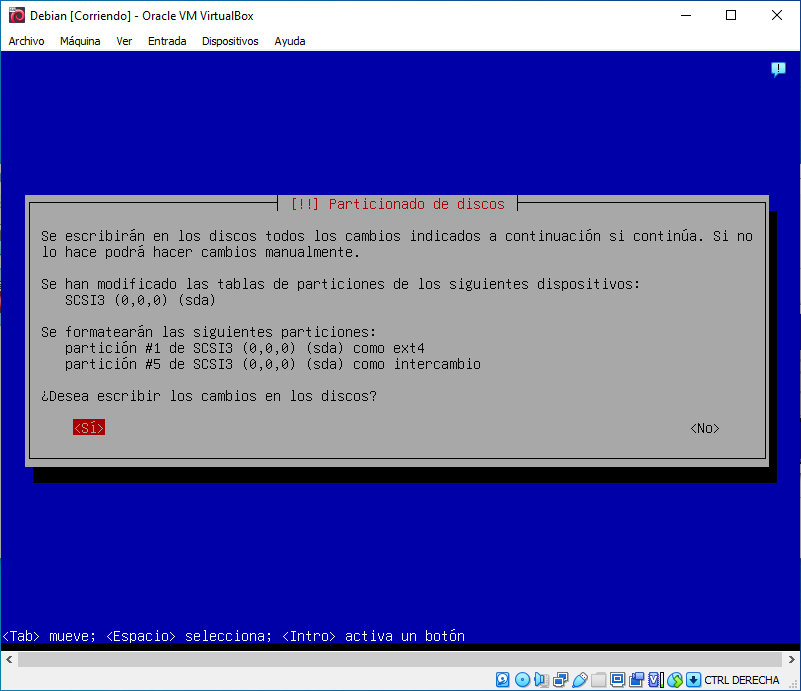 Debian [Corriendo] - Oracle VM VirtualBox
Archivo Máquina Ver Entrada Dispositivos Ayuda
[!!] Particionado de discos
Se escribirán en los discos todos los cambios indicados a continuación si continúa. Si no
lo hace podrá hacer cambios manualmente.
Se han modificado las tablas de particiones de los siguientes dispositivos:
SCSI3 (0,0,0) (sda)
Se formatearán las siguientes particiones:
partición #1 de SCSI3 (0,0,0) (sda) como ext4
partición #5 de SCSI3 (0,0,0) (sda) como intercambio
¿Desea escribir los cambios en los discos?
<Sí> <No>
<Tab> mueve; <Espacio> selecciona; <Intro> activa un botón
CTRL DERECHA